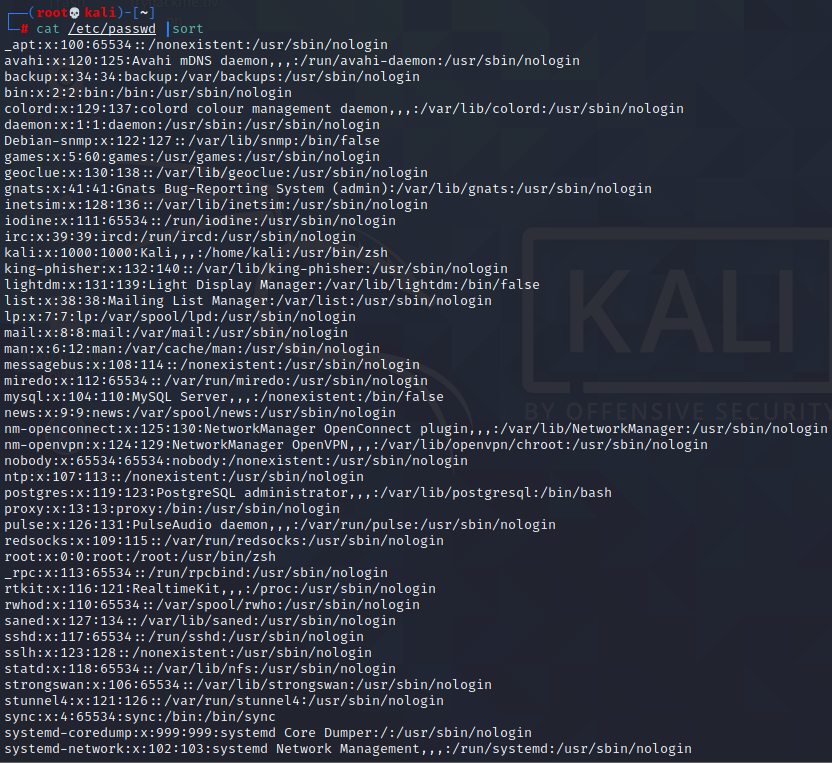 (root💀kali)-[~]
# cat /etc/passwd |sort
_apt:x:100:65534::/nonexistent:/usr/sbin/nologin
avahi:x:120:125:Avahi mDNS daemon,,,:/run/avahi-daemon:/usr/sbin/nologin
backup:x:34:34:backup:/var/backups:/usr/sbin/nologin
bin:x:2:2:bin:/bin:/usr/sbin/nologin
colord:x:129:137:colord colour management daemon,,,:/var/lib/colord:/usr/sbin/nologin
daemon:x:1:1:daemon:/usr/sbin:/usr/sbin/nologin
Debian-snmp:x:122:127::/var/lib/snmp:/bin/false
games:x:5:60:games:/usr/games:/usr/sbin/nologin
geoclue:x:130:138::/var/lib/geoclue:/usr/sbin/nologin
gnats:x:41:41:Gnats Bug-Reporting System (admin):/var/lib/gnats:/usr/sbin/nologin
inetsim:x:128:136::/var/lib/inetsim:/usr/sbin/nologin
iodine:x:111:65534::/run/iodine:/usr/sbin/nologin
irc:x:39:39:ircd:/run/ircd:/usr/sbin/nologin
kali:x:1000:1000:Kali,,,:/home/kali:/usr/bin/zsh
king-phisher:x:132:140::/var/lib/king-phisher:/usr/sbin/nologin
lightdm:x:131:139:Light Display Manager:/var/lib/lightdm:/bin/false
list:x:38:38:Mailing List Manager:/var/list:/usr/sbin/nologin
lp:x:7:7:lp:/var/spool/lpd:/usr/sbin/nologin
mail:x:8:8:mail:/var/mail:/usr/sbin/nologin
man:x:6:12:man:/var/cache/man:/usr/sbin/nologin
messagebus:x:108:114::/nonexistent:/usr/sbin/nologin
miredo:x:112:65534::/var/run/miredo:/usr/sbin/nologin
mysql:x:104:110:MySQL Server,,,:/nonexistent:/bin/false
news:x:9:9:news:/var/spool/news:/usr/sbin/nologin
nm-openconnect:x:125:130:NetworkManager OpenConnect plugin,,,:/var/lib/NetworkManager:/usr/sbin/nologin
nm-openvpn:x:124:129:NetworkManager OpenVPN,,,:/var/lib/openvpn/chroot:/usr/sbin/nologin
nobody:x:65534:65534:nobody:/nonexistent:/usr/sbin/nologin
ntp:x:107:113::/nonexistent:/usr/sbin/nologin
postgres:x:119:123:PostgreSQL administrator,,,:/var/lib/postgresql:/bin/bash
proxy:x:13:13:proxy:/bin:/usr/sbin/nologin
pulse:x:126:131:PulseAudio daemon,,,:/var/run/pulse:/usr/sbin/nologin
redsocks:x:109:115::/var/run/redsocks:/usr/sbin/nologin
root:x:0:0:root:/root:/usr/bin/zsh
_rpc:x:113:65534::/run/rpcbind:/usr/sbin/nologin
rtkit:x:116:121:RealtimeKit,,,:/proc:/usr/sbin/nologin
rwhod:x:110:65534::/var/spool/rwho:/usr/sbin/nologin
saned:x:127:134::/var/lib/saned:/usr/sbin/nologin
sshd:x:117:65534::/run/sshd:/usr/sbin/nologin
sslh:x:123:128::/nonexistent:/usr/sbin/nologin
statd:x:118:65534::/var/lib/nfs:/usr/sbin/nologin
strongswan:x:106:65534::/var/lib/strongswan:/usr/sbin/nologin
stunnel4:x:121:126::/var/run/stunnel4:/usr/sbin/nologin
sync:x:4:65534:sync:/bin:/bin/sync
systemd-coredump:x:999:999:systemd Core Dumper:/:/usr/sbin/nologin
systemd-network:x:102:103:systemd Network Management,,,:/run/systemd:/usr/sbin/nologin
KALI
BY OFFENSIVE SECURITY